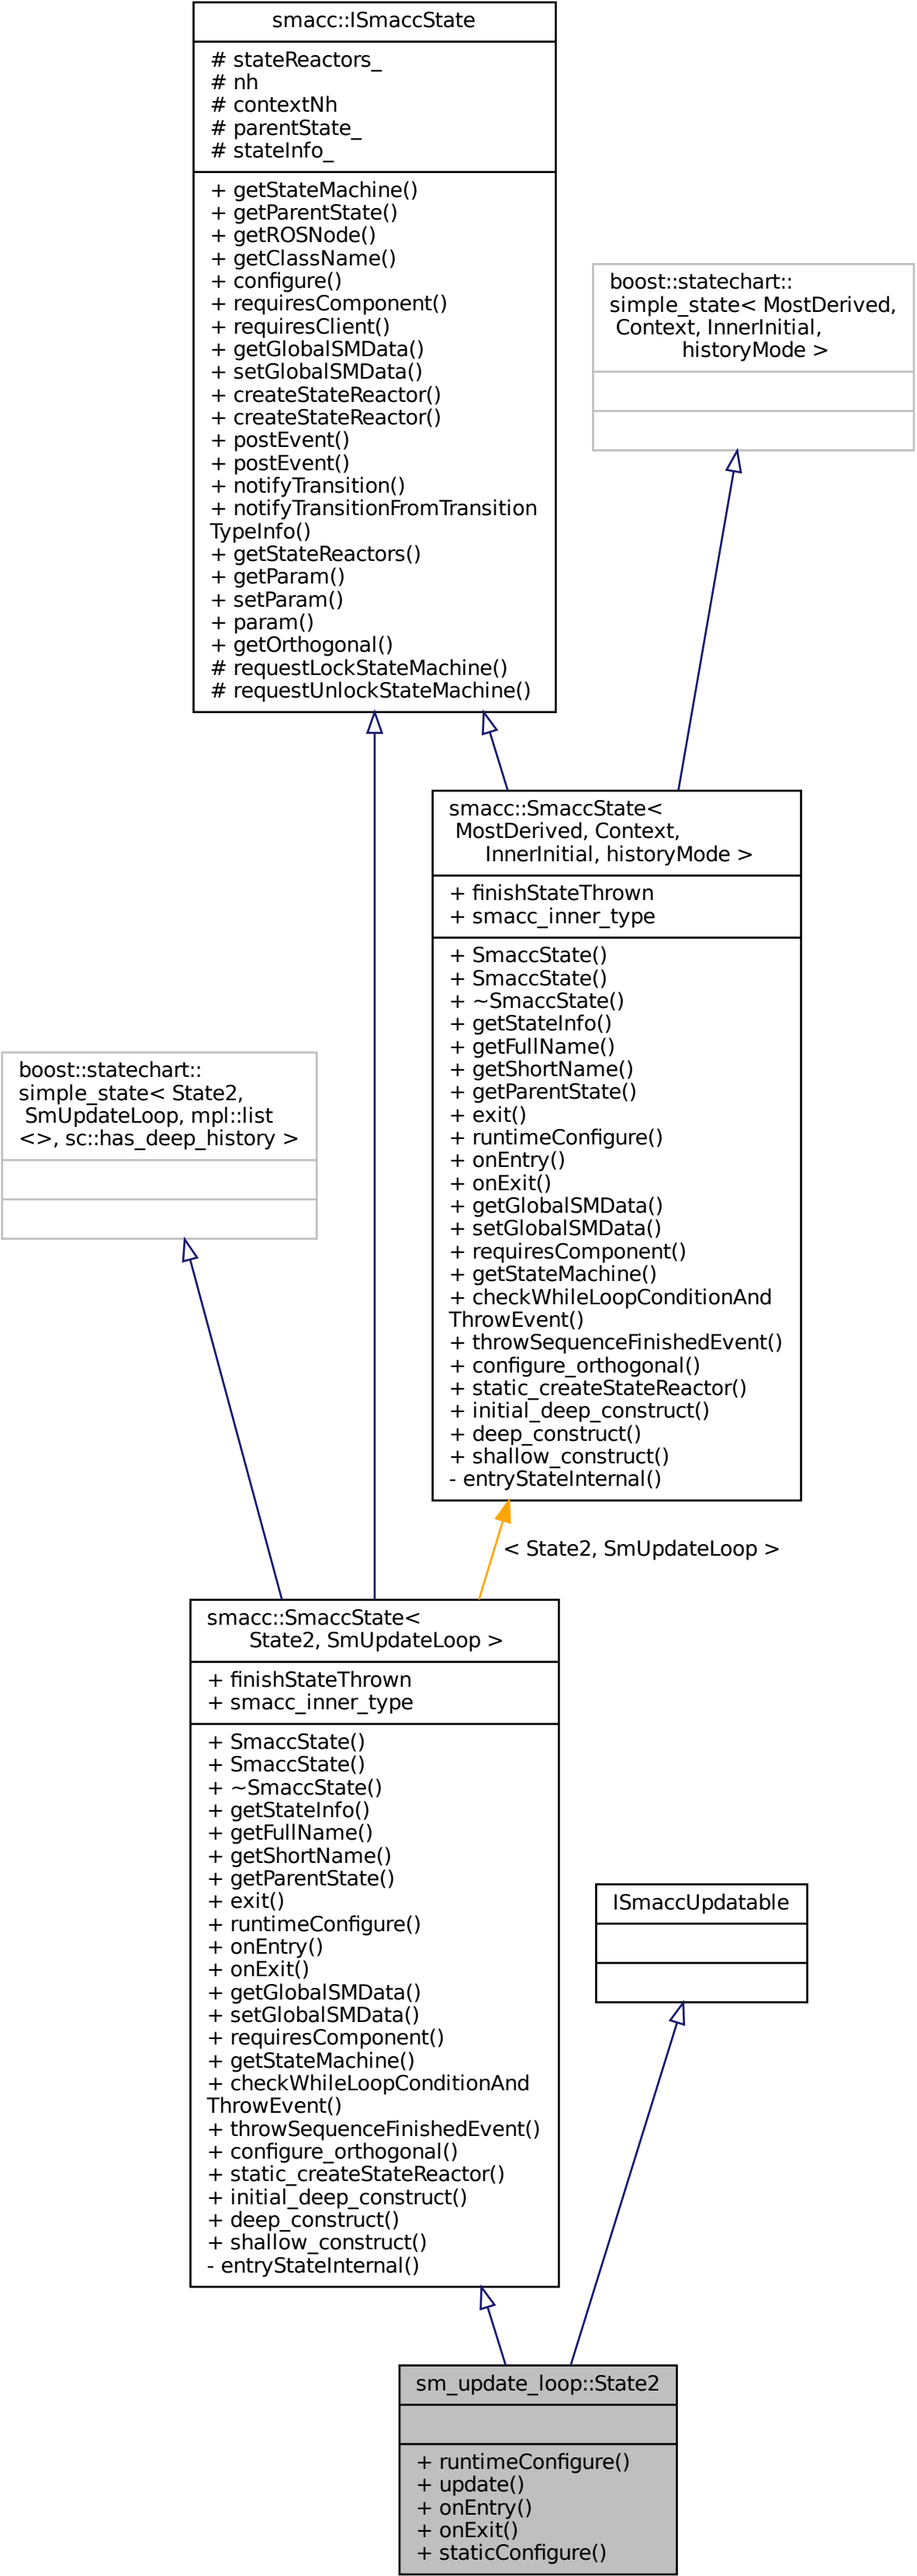 smacc::ISmaccState
# stateReactors_
# nh
# contextNh
# parentState_
# stateInfo_
+ getStateMachine()
+ getParentState()
+ getROSNode()
+ getClassName()
+ configure()
+ requiresComponent()
+ requiresClient()
+ getGlobalSMData()
+ setGlobalSMData()
+ createStateReactor()
+ createStateReactor()
+ postEvent()
+ postEvent()
+ notifyTransition()
+ notifyTransitionFromTransition
TypeInfo()
+ getStateReactors()
+ getParam()
+ setParam()
+ param()
+ getOrthogonal()
# requestLockStateMachine()
# requestUnlockStateMachine()
boost::statechart::
simple_state< MostDerived,
Context, InnerInitial,
historyMode >
smacc::SmaccState<
MostDerived, Context,
InnerInitial, historyMode >
+ finishStateThrown
+ smacc_inner_type
+ SmaccState()
+ SmaccState()
+ ~SmaccState()
+ getStateInfo()
+ getFullName()
+ getShortName()
+ getParentState()
+ exit()
+ runtimeConfigure()
+ onEntry()
+ onExit()
+ getGlobalSMData()
+ setGlobalSMData()
+ requiresComponent()
+ getStateMachine()
+ checkWhileLoopConditionAnd
ThrowEvent()
+ throwSequenceFinishedEvent()
+ configure_orthogonal()
+ static_createStateReactor()
+ initial_deep_construct()
+ deep_construct()
+ shallow_construct()
- entryStateInternal()
boost::statechart::
simple_state< State2,
SmUpdateLoop, mpl::list
<>, sc::has_deep_history >
< State2, SmUpdateLoop >
smacc::SmaccState<
State2, SmUpdateLoop >
+ finishStateThrown
+ smacc_inner_type
+ SmaccState()
+ SmaccState()
+ ~SmaccState()
+ getStateInfo()
+ getFullName()
+ getShortName()
+ getParentState()
+ exit()
+ runtimeConfigure()
+ onEntry()
+ onExit()
+ getGlobalSMData()
+ setGlobalSMData()
+ requiresComponent()
+ getStateMachine()
+ checkWhileLoopConditionAnd
ThrowEvent()
+ throwSequenceFinishedEvent()
+ configure_orthogonal()
+ static_createStateReactor()
+ initial_deep_construct()
+ deep_construct()
+ shallow_construct()
- entryStateInternal()
ISmaccUpdatable
sm_update_loop::State2
+ runtimeConfigure()
+ update()
+ onEntry()
+ onExit()
+ staticConfigure()